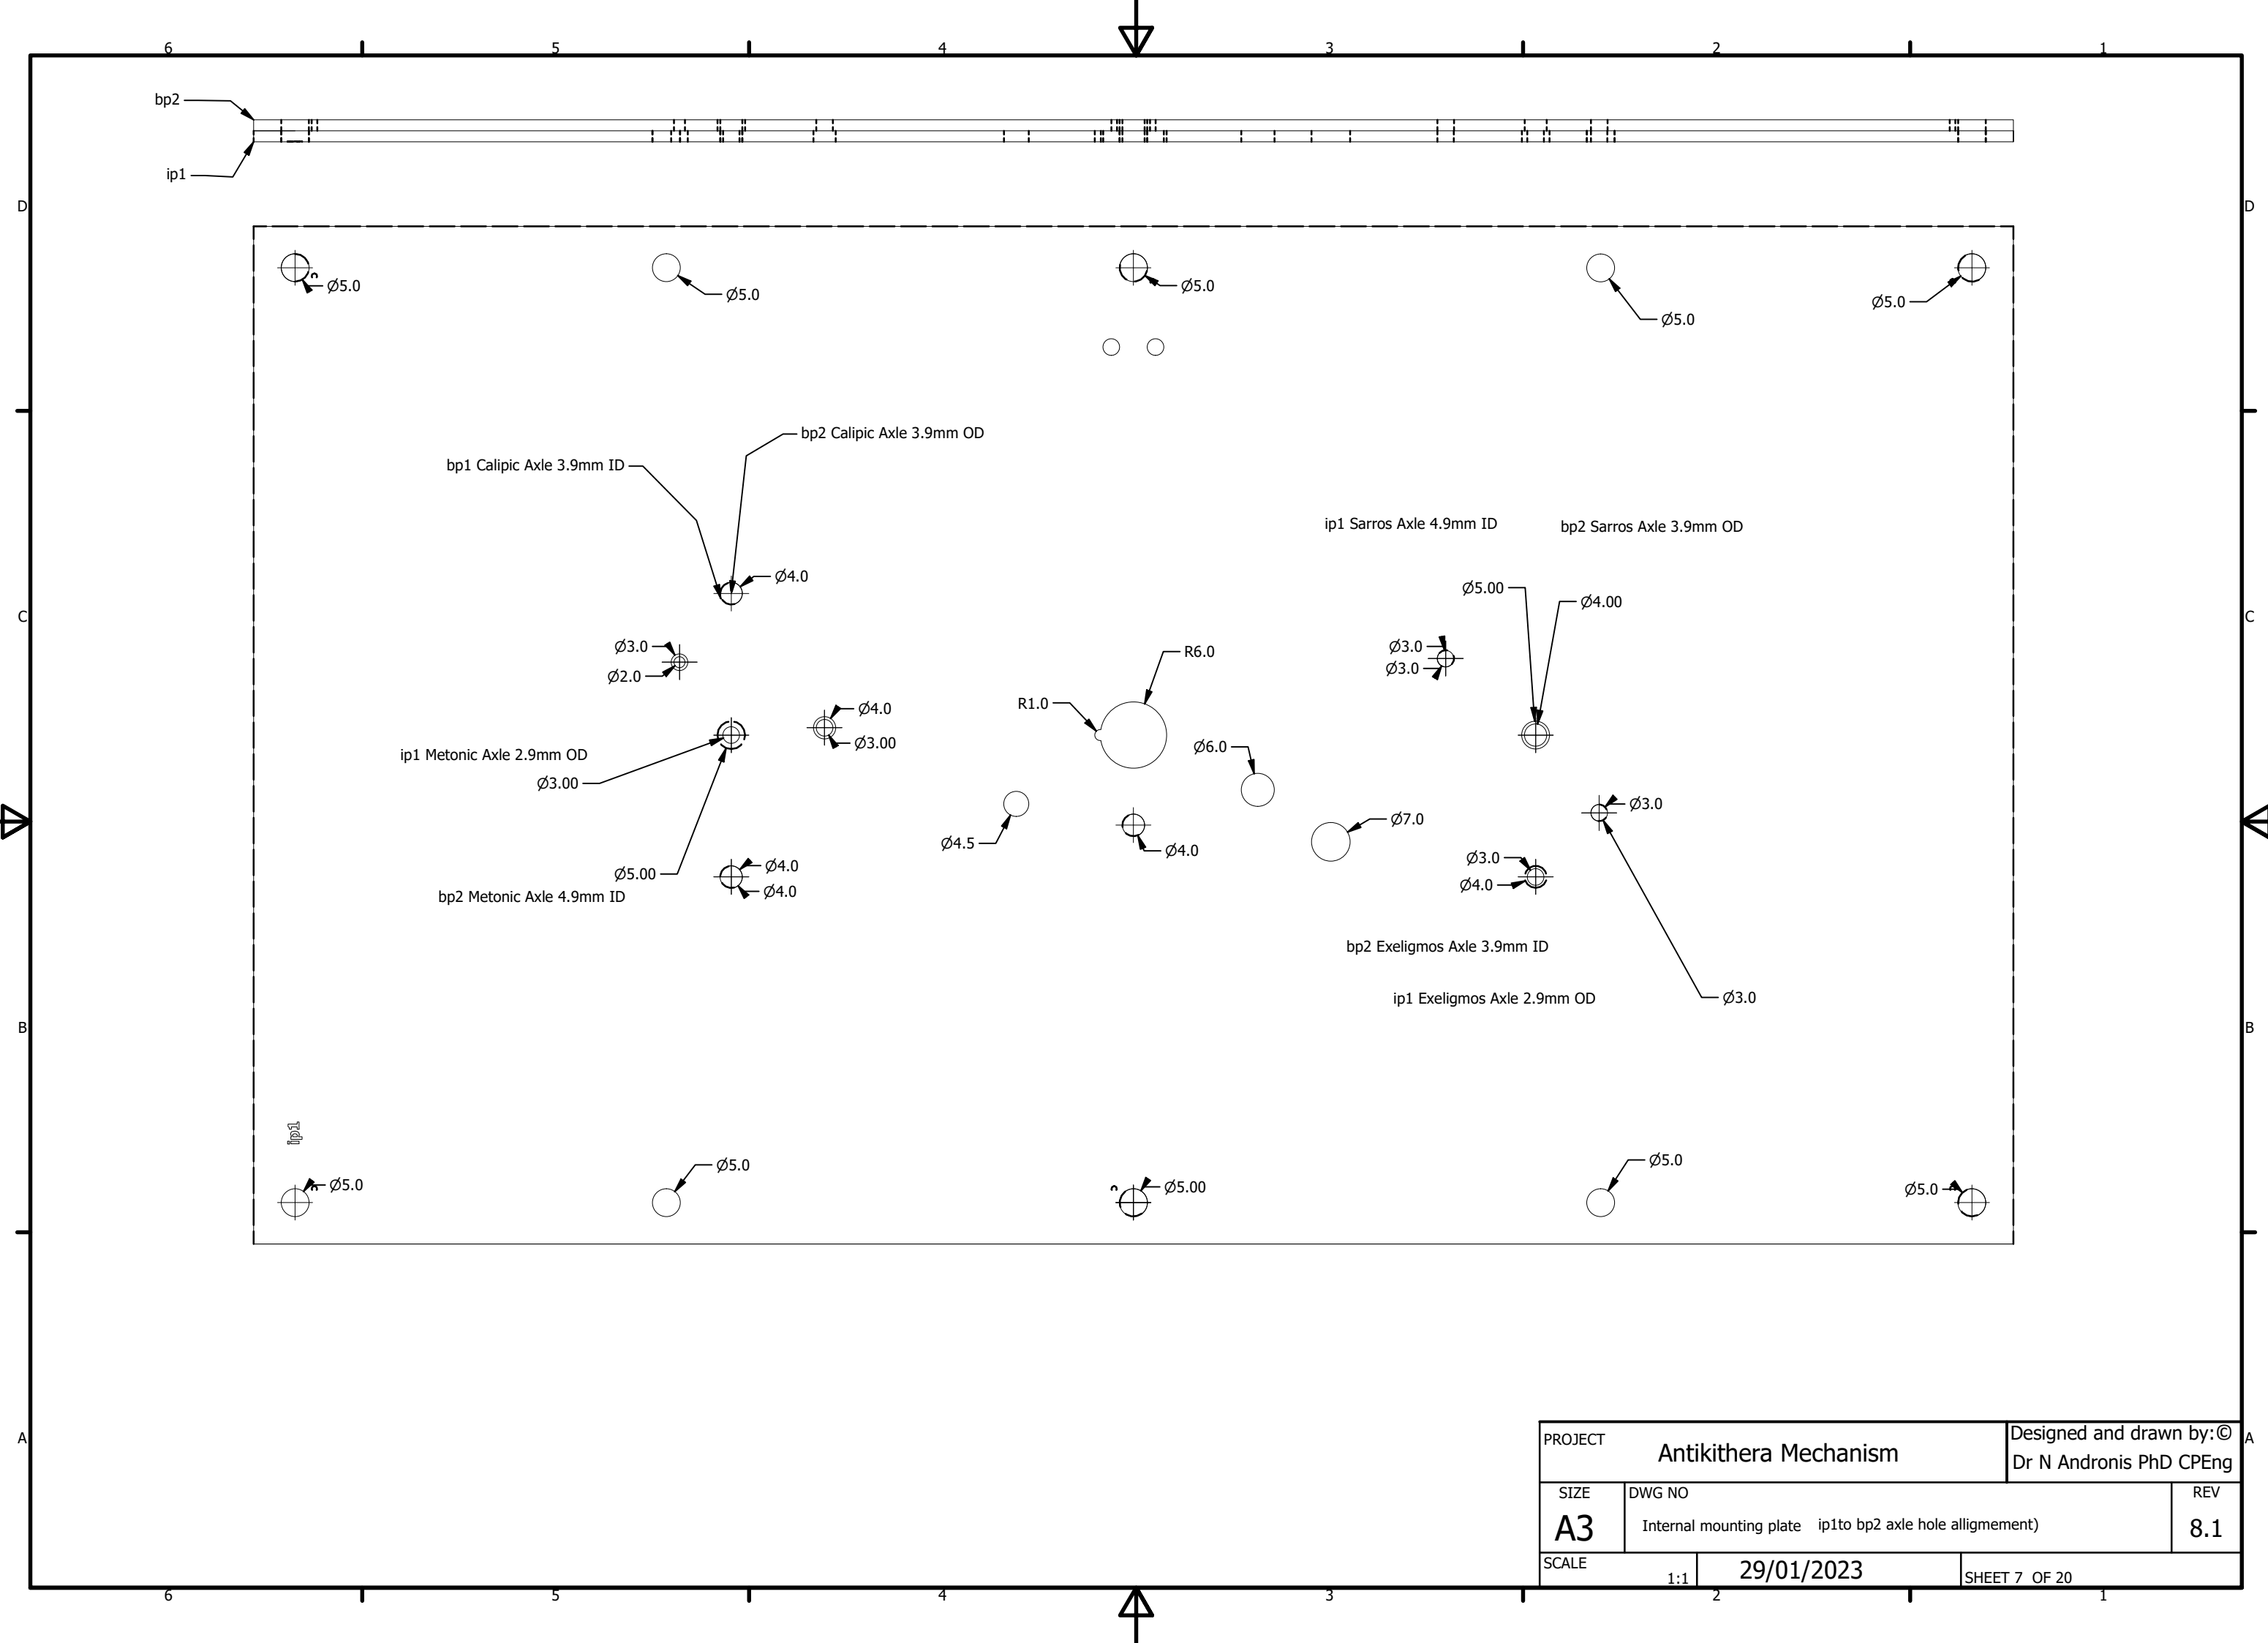 6 5 4 3 2 1
bp2
ip1
D D
Ø5.0 Ø5.0 Ø5.0 Ø5.0 Ø5.0
bp2 Calipic Axle 3.9mm OD
bp1 Calipic Axle 3.9mm ID
ip1 Sarros Axle 4.9mm ID bp2 Sarros Axle 3.9mm OD
Ø4.0
Ø5.00 Ø4.00
C C
Ø3.0 R6.0 Ø3.0
Ø2.0 Ø3.0
R1.0 Ø4.0
Ø3.00 Ø6.0
ip1 Metonic Axle 2.9mm OD
Ø3.00
Ø3.0
Ø4.5 Ø4.0 Ø7.0
Ø5.00 Ø4.0 Ø3.0
Ø4.0 Ø4.0
bp2 Metonic Axle 4.9mm ID
bp2 Exeligmos Axle 3.9mm ID
ip1 Exeligmos Axle 2.9mm OD Ø3.0
B B
ip1
Ø5.0 Ø5.0 Ø5.00 Ø5.0 Ø5.0
A A
PROJECT Antikithera Mechanism
Designed and drawn by:©
Dr N Andronis PhD CPEng
SIZE DWG NO REV
A3 Internal mounting plate ip1to bp2 axle hole alligmement) 8.1
SCALE 1:1 29/01/2023 SHEET 7 OF 20
6 5 4 3 2 1